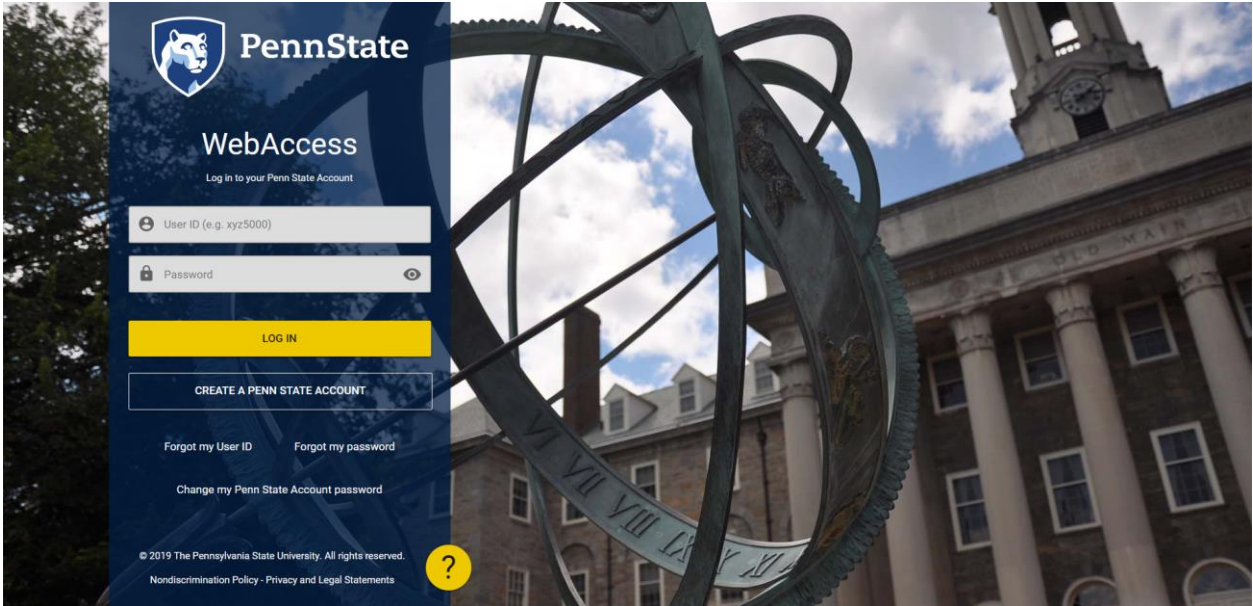 PennState
WebAccess
Log in to your Penn State Account
User ID (e.g. xyz5000)
Password
LOG IN
CREATE A PENN STATE ACCOUNT
Forgot my User ID Forgot my password
Change my Penn State Account password
© 2019 The Pennsylvania State University. All rights reserved.
Nondiscrimination Policy - Privacy and Legal Statements
?
OLD MAIN
VI VII VIII